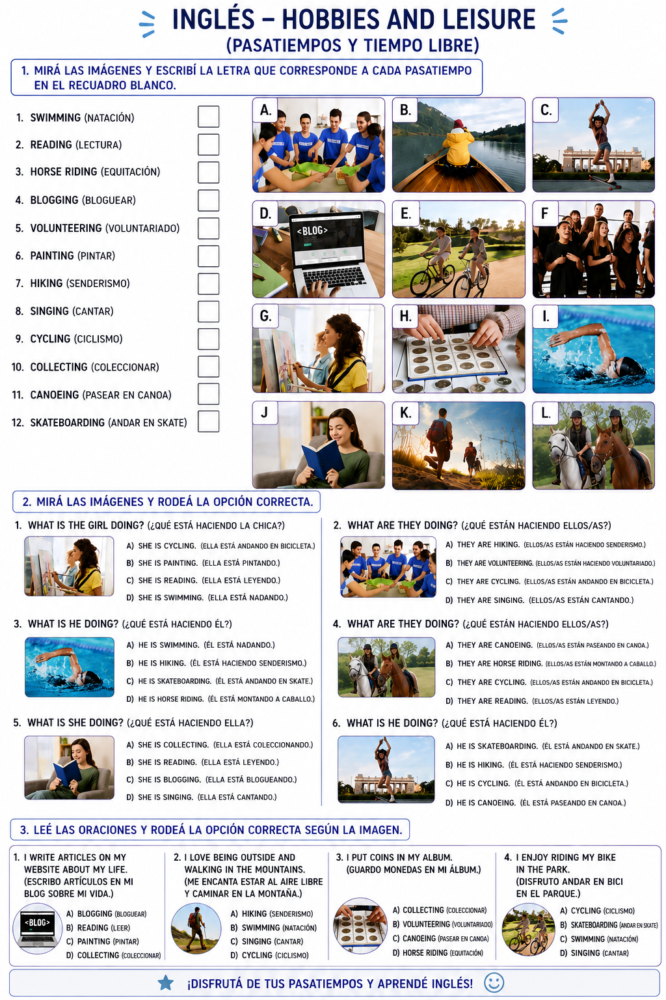 INGLÉS – HOBBIES AND LEISURE
(PASATIEMPOS Y TIEMPO LIBRE)
1. MIRÁ LAS IMÁGENES Y ESCRIBÍ LA LETRA QUE CORRESPONDE A CADA PASATIEMPO
EN EL RECUADRO BLANCO.
1. SWIMMING (NATACIÓN)
2. READING (LECTURA)
3. HORSE RIDING (EQUITACIÓN)
4. BLOGGING (BLOGUEAR)
5. VOLUNTEERING (VOLUNTARIADO)
6. PAINTING (PINTAR)
7. HIKING (SENDERISMO)
8. SINGING (CANTAR)
9. CYCLING (CICLISMO)
10. COLLECTING (COLECCIONAR)
11. CANOEING (PASEAR EN CANOA)
12. SKATEBOARDING (ANDAR EN SKATE)
A.
B.
C.
D.
<BLOG>
E.
F
G.
H.
I.
J
K.
L.
2. MIRÁ LAS IMÁGENES Y RODEÁ LA OPCIÓN CORRECTA.
1. WHAT IS THE GIRL DOING? (¿QUÉ ESTÁ HACIENDO LA CHICA?)
A) SHE IS CYCLING. (ELLA ESTÁ ANDANDO EN BICICLETA.)
B) SHE IS PAINTING. (ELLA ESTÁ PINTANDO.)
C) SHE IS READING. (ELLA ESTÁ LEYENDO.)
D) SHE IS SWIMMING. (ELLA ESTÁ NADANDO.)
2. WHAT ARE THEY DOING? (¿QUÉ ESTÁN HACIENDO ELLOS/AS?)
A) THEY ARE HIKING. (ELLOS/AS ESTÁN HACIENDO SENDERISMO.)
B) THEY ARE VOLUNTEERING. (ELLOS/AS ESTÁN HACIENDO VOLUNTARIADO.)
C) THEY ARE CYCLING. (ELLOS/AS ESTÁN ANDANDO EN BICICLETA.)
D) THEY ARE SINGING. (ELLOS/AS ESTÁN CANTANDO.)
3. WHAT IS HE DOING? (¿QUÉ ESTÁ HACIENDO ÉL?)
A) HE IS SWIMMING. (ÉL ESTÁ NADANDO.)
B) HE IS HIKING. (ÉL ESTÁ HACIENDO SENDERISMO.)
C) HE IS SKATEBOARDING. (ÉL ESTÁ ANDANDO EN SKATE.)
D) HE IS HORSE RIDING. (ÉL ESTÁ MONTANDO A CABALLO.)
4. WHAT ARE THEY DOING? (¿QUÉ ESTÁN HACIENDO ELLOS/AS?)
A) THEY ARE CANOEING. (ELLOS/AS ESTÁN PASEANDO EN CANOA.)
B) THEY ARE HORSE RIDING. (ELLOS/AS ESTÁN MONTANDO A CABALLO.)
C) THEY ARE CYCLING. (ELLOS/AS ESTÁN ANDANDO EN BICICLETA.)
D) THEY ARE READING. (ELLOS/AS ESTÁN LEYENDO.)
5. WHAT IS SHE DOING? (¿QUÉ ESTÁ HACIENDO ELLA?)
A) SHE IS COLLECTING. (ELLA ESTÁ COLECCIONANDO.)
B) SHE IS READING. (ELLA ESTÁ LEYENDO.)
C) SHE IS BLOGGING. (ELLA ESTÁ BLOGUEANDO.)
D) SHE IS SINGING. (ELLA ESTÁ CANTANDO.)
6. WHAT IS HE DOING? (¿QUÉ ESTÁ HACIENDO ÉL?)
A) HE IS SKATEBOARDING. (ÉL ESTÁ ANDANDO EN SKATE.)
B) HE IS HIKING. (ÉL ESTÁ HACIENDO SENDERISMO.)
C) HE IS CYCLING. (ÉL ESTÁ ANDANDO EN BICICLETA.)
D) HE IS CANOEING. (ÉL ESTÁ PASEANDO EN CANOA.)
3. LEÉ LAS ORACIONES Y RODEÁ LA OPCIÓN CORRECTA SEGÚN LA IMAGEN.
1. I WRITE ARTICLES ON MY
WEBSITE ABOUT MY LIFE.
(ESCRIBO ARTÍCULOS EN MI
BLOG SOBRE MI VIDA.)
<BLOG>
A) BLOGGING (BLOGUEAR)
B) READING (LEER)
C) PAINTING (PINTAR)
D) COLLECTING (COLECCIONAR)
2. I LOVE BEING OUTSIDE AND
WALKING IN THE MOUNTAINS.
(ME ENCANTA ESTAR AL AIRE LIBRE
Y CAMINAR EN LA MONTAÑA.)
A) HIKING (SENDERISMO)
B) SWIMMING (NATACIÓN)
C) SINGING (CANTAR)
D) CYCLING (CICLISMO)
3. I PUT COINS IN MY ALBUM.
(GUARDO MONEDAS EN MI ÁLBUM.)
A) COLLECTING (COLECCIONAR)
B) VOLUNTEERING (VOLUNTARIADO)
C) CANOEING (PASEAR EN CANOA)
D) HORSE RIDING (EQUITACIÓN)
4. I ENJOY RIDING MY BIKE
IN THE PARK.
(DISFRUTO ANDAR EN BICI
EN EL PARQUE.)
A) CYCLING (CICLISMO)
B) SKATEBOARDING (ANDAR EN SKATE)
C) SWIMMING (NATACIÓN)
D) SINGING (CANTAR)
¡DISFRUTÁ DE TUS PASATIEMPOS Y APRENDÉ INGLÉS!